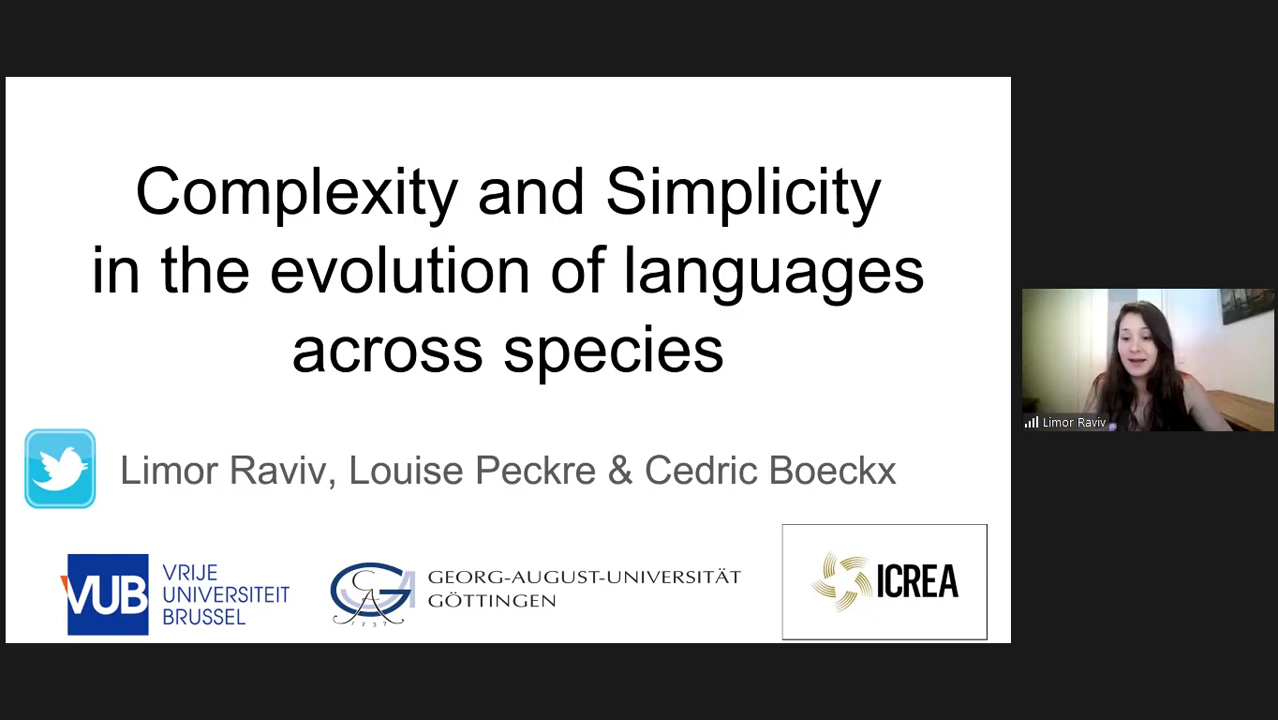 Complexity and Simplicity
in the evolution of languages
across species
Limor Raviv, Louise Peckre & Cedric Boeckx
VUB
VRIJE
UNIVERSITEIT
BRUSSEL
GEORG-AUGUST-UNIVERSITÄT
GÖTTINGEN
1737
ICREA
Limor Raviv